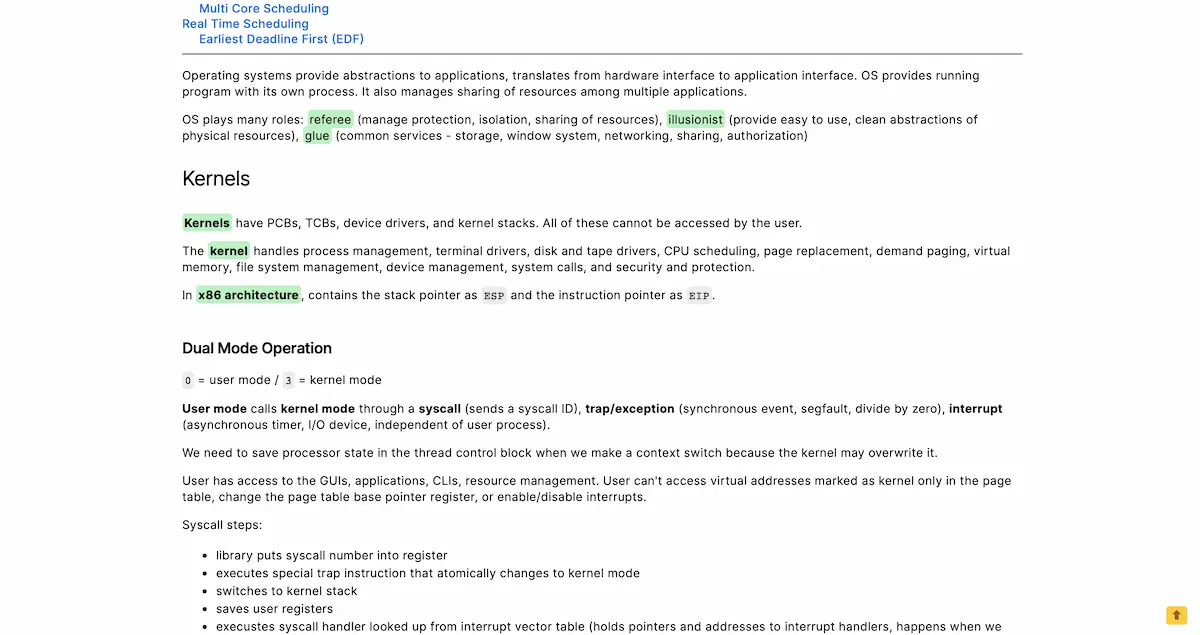 Multi Core Scheduling
Real Time Scheduling
Earliest Deadline First (EDF)
Operating systems provide abstractions to applications, translates from hardware interface to application interface. OS provides running
program with its own process. It also manages sharing of resources among multiple applications.
OS plays many roles: referee (manage protection, isolation, sharing of resources), illusionist (provide easy to use, clean abstractions of
physical resources), glue (common services - storage, window system, networking, sharing, authorization)
Kernels
Kernels have PCBs, TCBs, device drivers, and kernel stacks. All of these cannot be accessed by the user.
The kernel handles process management, terminal drivers, disk and tape drivers, CPU scheduling, page replacement, demand paging, virtual
memory, file system management, device management, system calls, and security and protection.
In x86 architecture, contains the stack pointer as ESP and the instruction pointer as EIP.
Dual Mode Operation
0 = user mode / 3 = kernel mode
User mode calls kernel mode through a syscall (sends a syscall ID), trap/exception (synchronous event, segfault, divide by zero), interrupt
(asynchronous timer, I/O device, independent of user process).
We need to save processor state in the thread control block when we make a context switch because the kernel may overwrite it.
User has access to the GUIs, applications, CLIs, resource management. User can't access virtual addresses marked as kernel only in the page
table, change the page table base pointer register, or enable/disable interrupts.
Syscall steps:
• library puts syscall number into register
• executes special trap instruction that atomically changes to kernel mode
• switches to kernel stack
• saves user registers
• execustes syscall handler looked up from interrupt vector table (holds pointers and addresses to interrupt handlers, happens when we